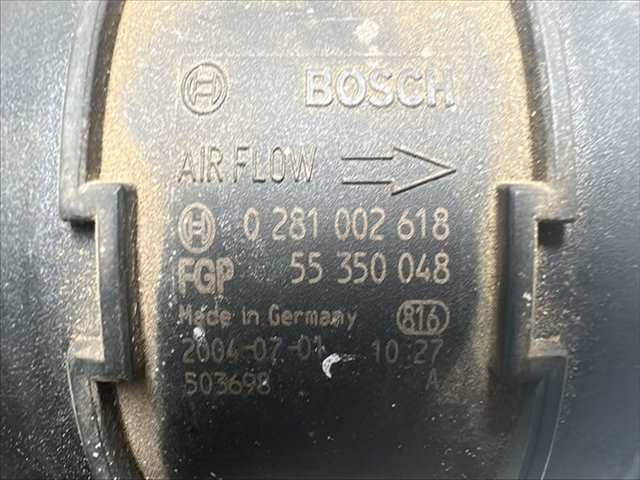 BOSCH
AIR FLOW
0 281 002 618
FGP 55 350 048
Made in Germany 816
2004-07-01 10:27
503698 A